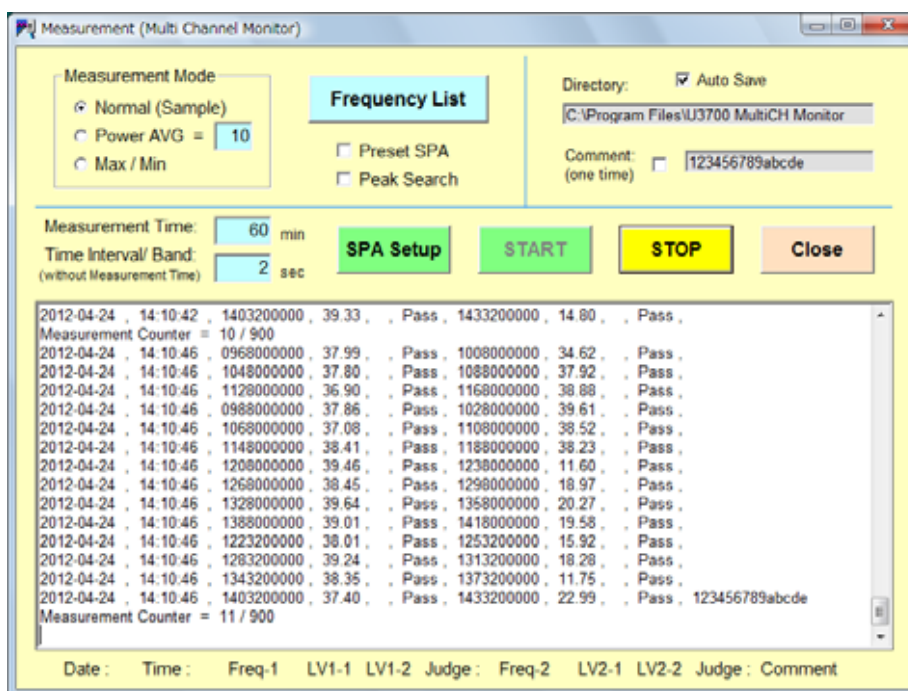 Measurement (Multi Channel Monitor)
Measurement Mode
Normal (Sample)
Power AVG = 10
Max / Min
Frequency List
Preset SPA
Peak Search
Directory: Auto Save
C:\Program Files\U3700 MultiCH Monitor
Comment: (one time) 123456789abcde
Measurement Time: 60 min
Time Interval/ Band: 2 sec
(without Measurement Time)
SPA Setup START STOP Close
2012-04-24 , 14:10:42 , 1403200000 , 39.33 , , Pass , 1433200000 , 14.80 , , Pass ,
Measurement Counter = 10 / 900
2012-04-24 , 14:10:46 , 0968000000 , 37.99 , , Pass , 1008000000 , 34.62 , , Pass ,
2012-04-24 , 14:10:46 , 1048000000 , 37.80 , , Pass , 1088000000 , 37.92 , , Pass ,
2012-04-24 , 14:10:46 , 1128000000 , 36.90 , , Pass , 1168000000 , 38.88 , , Pass ,
2012-04-24 , 14:10:46 , 0988000000 , 37.86 , , Pass , 1028000000 , 39.61 , , Pass ,
2012-04-24 , 14:10:46 , 1068000000 , 37.08 , , Pass , 1108000000 , 38.52 , , Pass ,
2012-04-24 , 14:10:46 , 1148000000 , 38.41 , , Pass , 1188000000 , 38.23 , , Pass ,
2012-04-24 , 14:10:46 , 1208000000 , 39.46 , , Pass , 1238000000 , 11.60 , , Pass ,
2012-04-24 , 14:10:46 , 1268000000 , 38.45 , , Pass , 1298000000 , 18.97 , , Pass ,
2012-04-24 , 14:10:46 , 1328000000 , 39.64 , , Pass , 1358000000 , 20.27 , , Pass ,
2012-04-24 , 14:10:46 , 1388000000 , 39.01 , , Pass , 1418000000 , 19.58 , , Pass ,
2012-04-24 , 14:10:46 , 1223200000 , 38.01 , , Pass , 1253200000 , 15.92 , , Pass ,
2012-04-24 , 14:10:46 , 1283200000 , 39.24 , , Pass , 1313200000 , 18.28 , , Pass ,
2012-04-24 , 14:10:46 , 1343200000 , 38.35 , , Pass , 1373200000 , 11.75 , , Pass ,
2012-04-24 , 14:10:46 , 1403200000 , 37.40 , , Pass , 1433200000 , 22.99 , , Pass , 123456789abcde
Measurement Counter = 11 / 900
Date : Time : Freq-1 LV1-1 LV1-2 Judge : Freq-2 LV2-1 LV2-2 Judge : Comment